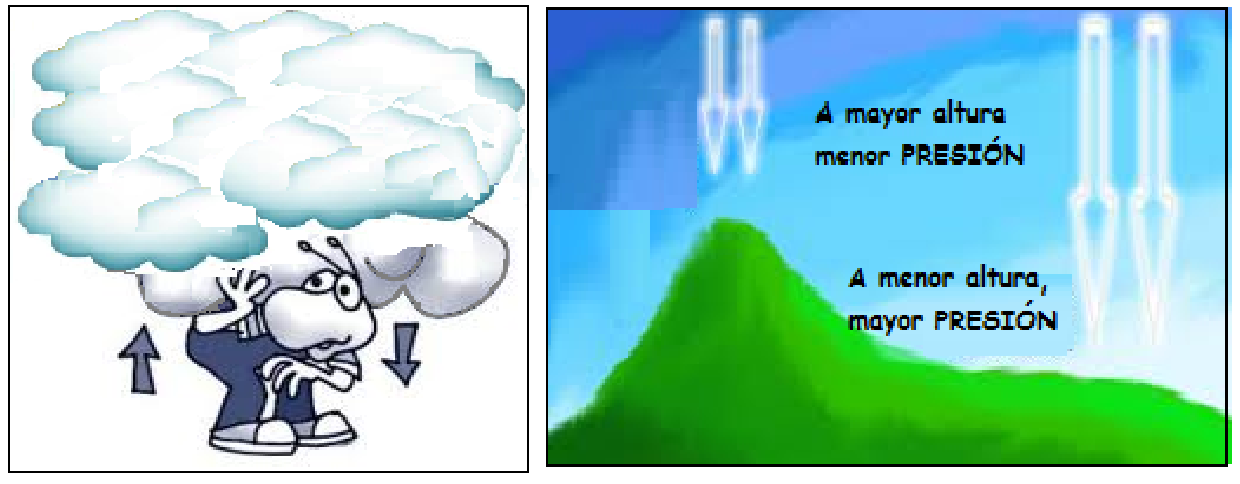 A mayor altura
menor PRESIÓN
A menor altura,
mayor PRESIÓN